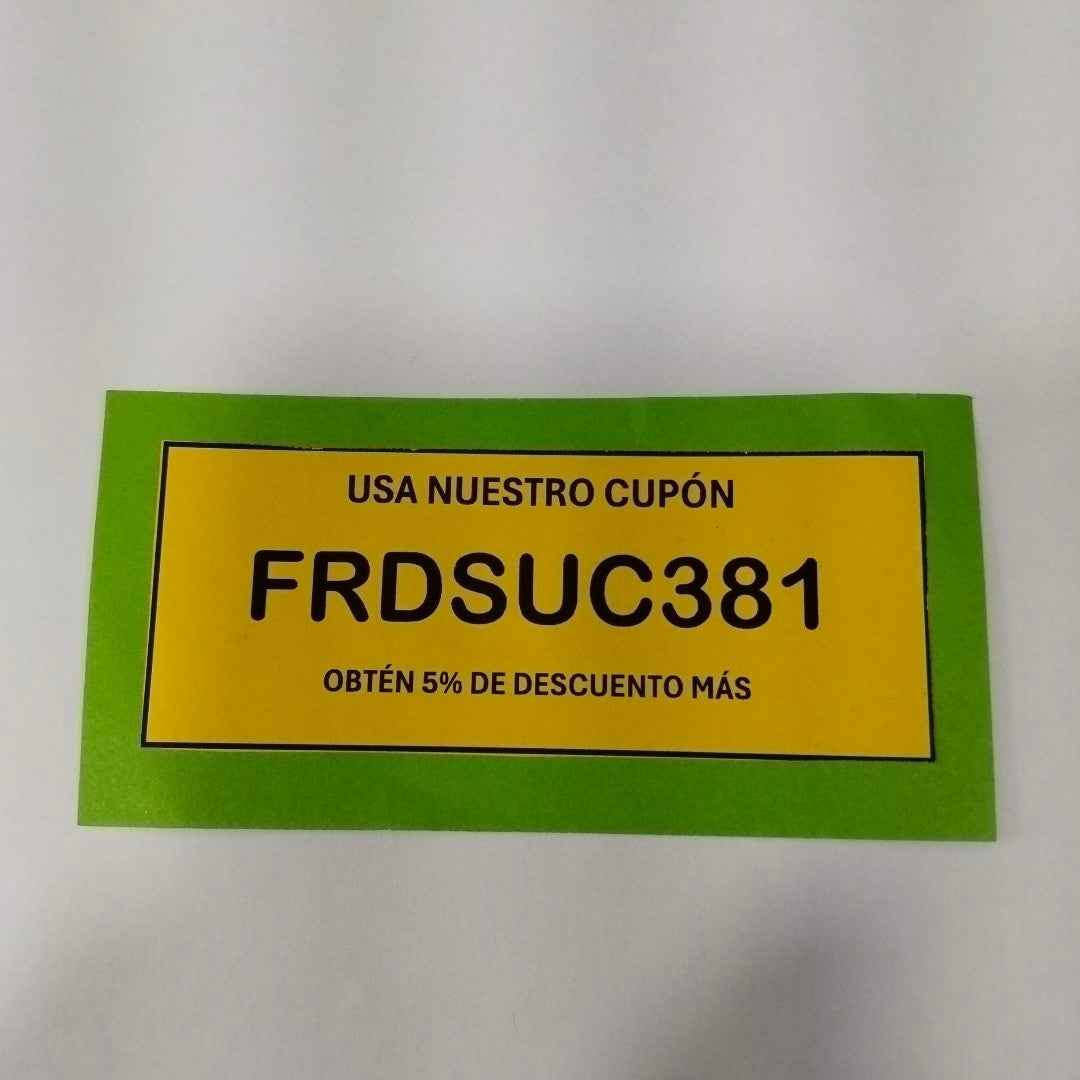 USA NUESTRO CUPÓN
FRDSUC381
OBTÉN 5% DE DESCUENTO MÁS